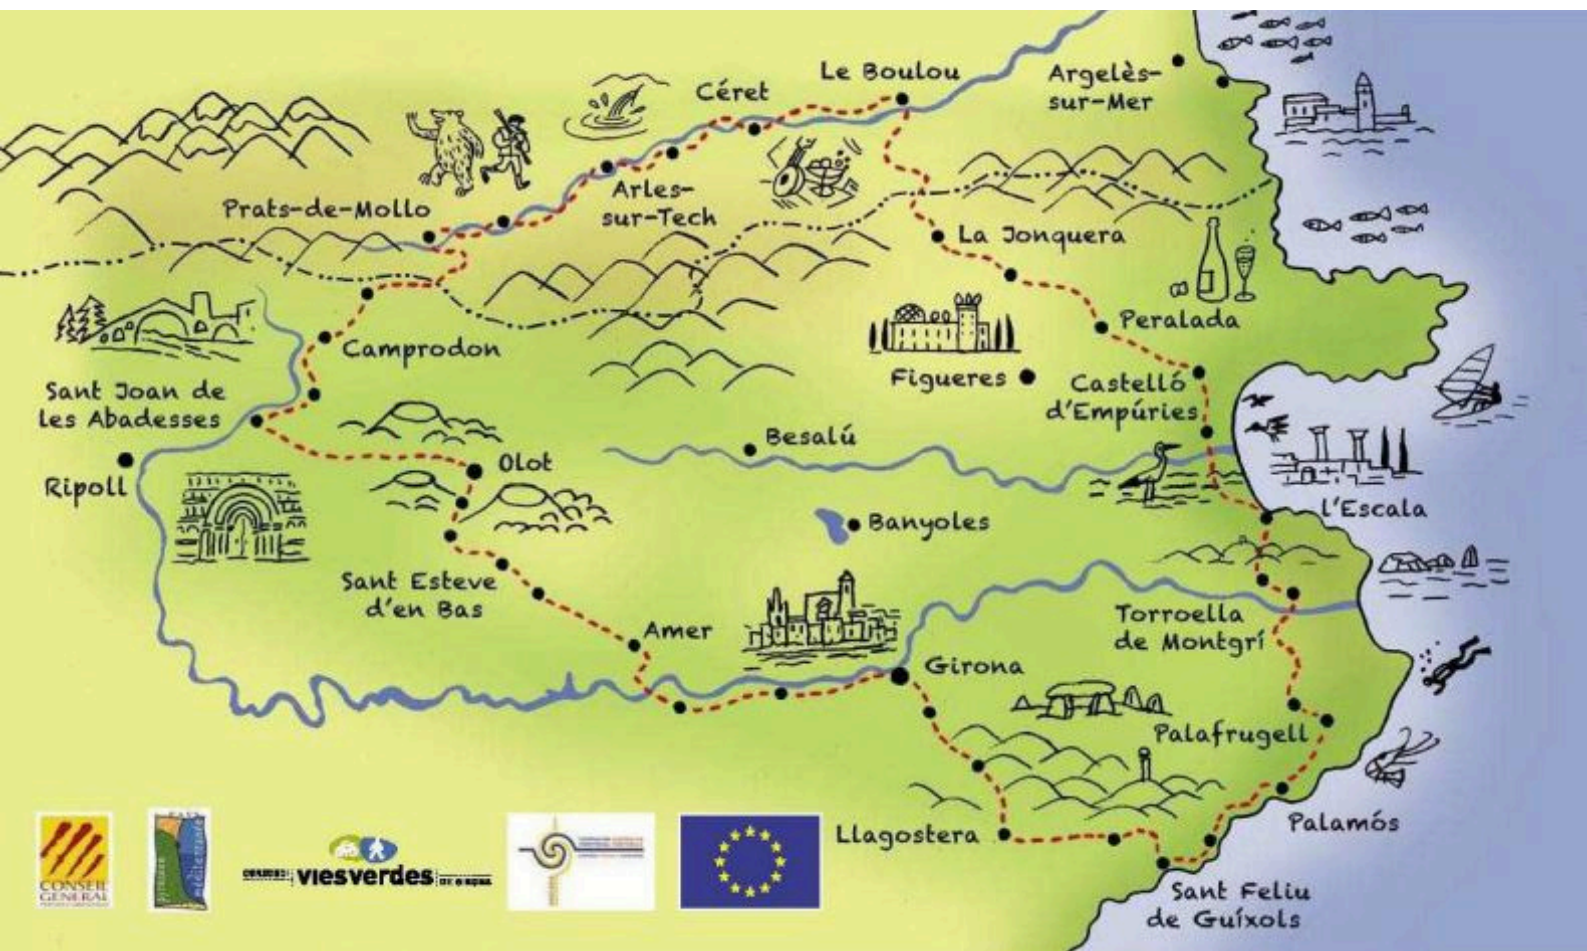 Le Boulou
Argelès-
sur-Mer
Céret
Prats-de-Mollo
Arles-
sur-Tech
La Jonquera
Peralada
Camprodon
Figueres
Castelló
d'Empúries
Sant Joan de
les Abadesses
Besalú
Olot
Ripoll
l'Escala
Banyoles
Sant Esteve
d'en Bas
Torroella
de Montgrí
Amer
Girona
Palafrugell
Palamós
Llagostera
Sant Feliu
de Guíxols
CONSELL
GENERAL
viesverdes